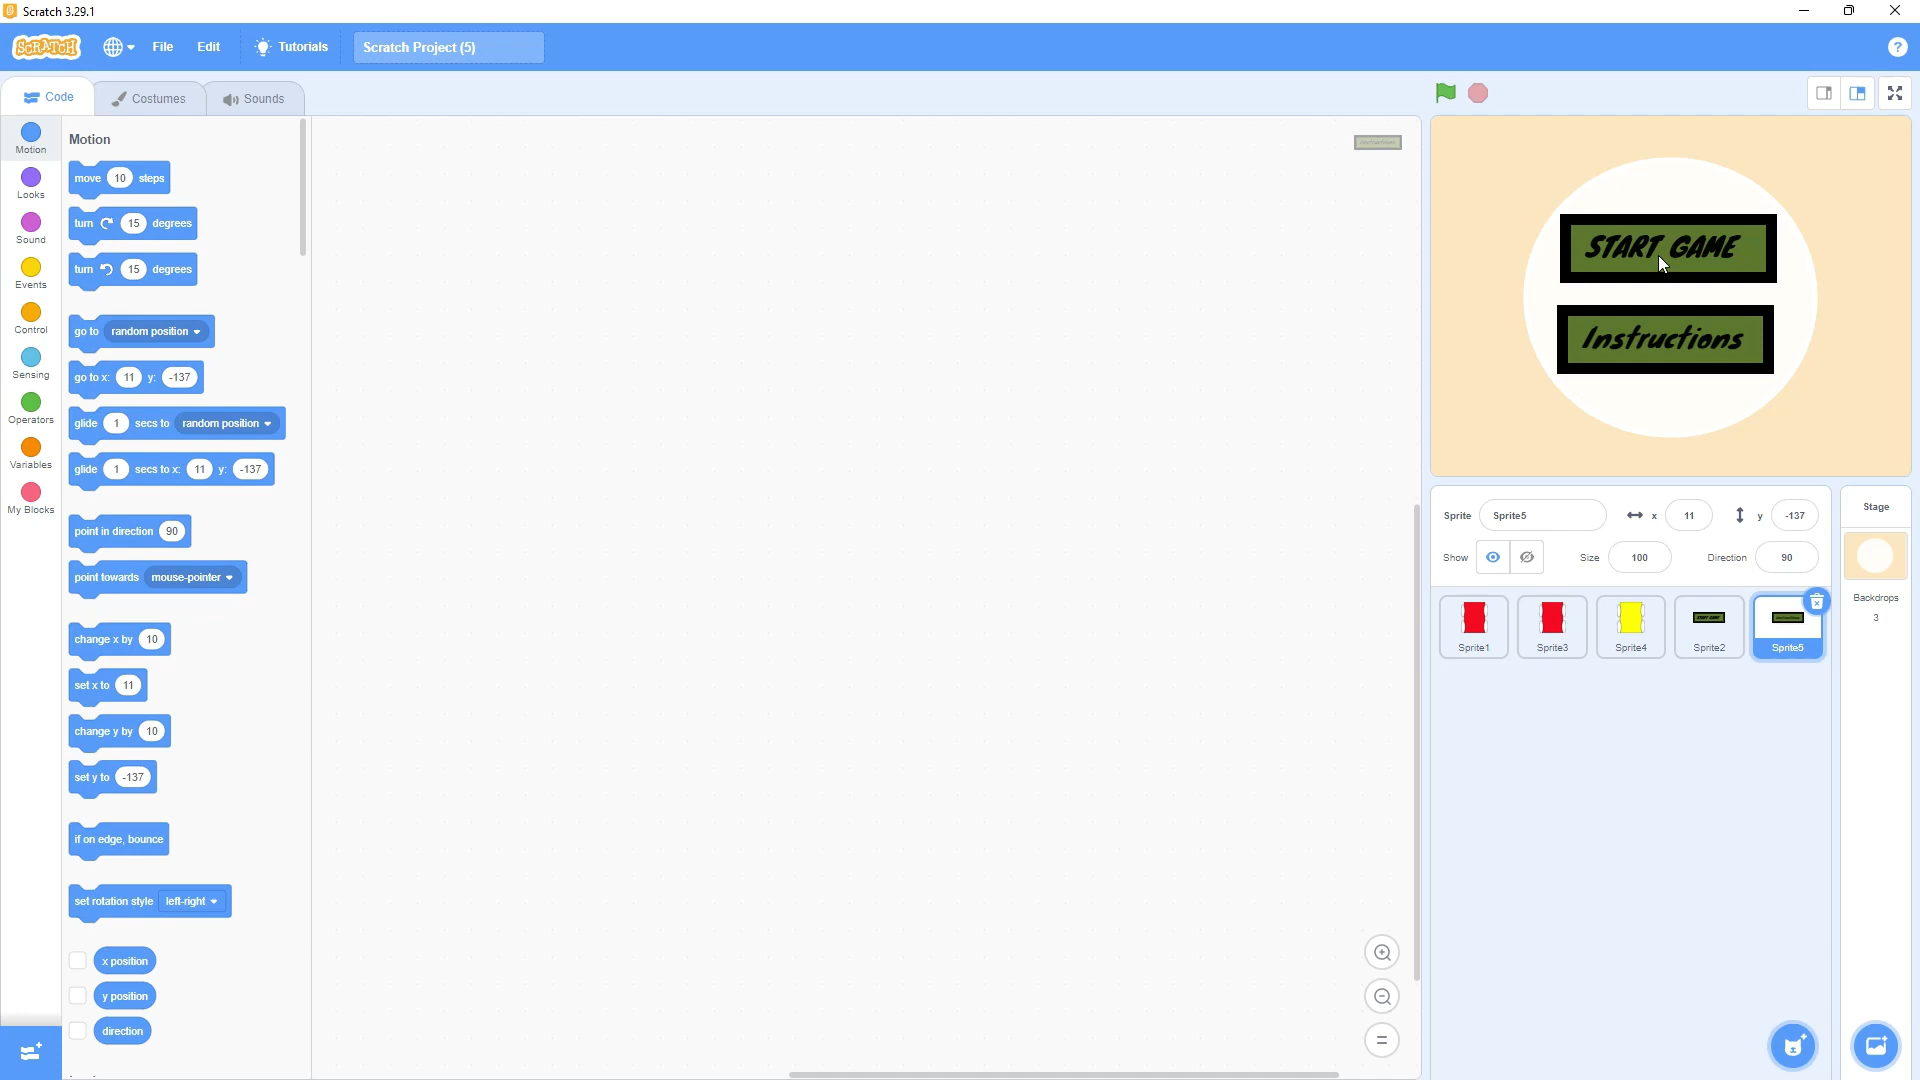 Scratch 3.29.1
SCRATCH File Edit Tutorials Scratch Project (5) ?
Code Costumes Sounds
Motion
Looks
Sound
Events
Control
Sensing
Operators
Variables
My Blocks
Motion
move 10 steps
turn 15 degrees
turn 15 degrees
go to random position
go to x: 11 y: -137
glide 1 secs to random position
glide 1 secs to x: 11 y: -137
point in direction 90
point towards mouse-pointer
change x by 10
set x to 11
change y by 10
set y to -137
if on edge, bounce
set rotation style left-right
x position
y position
direction
START GAME
Instructions
Sprite Sprite5 x 11 y -137
Show Size 100 Direction 90
Sprite1 Sprite3 Sprite4 Sprite2 Sprite5
Stage
Backdrops
3